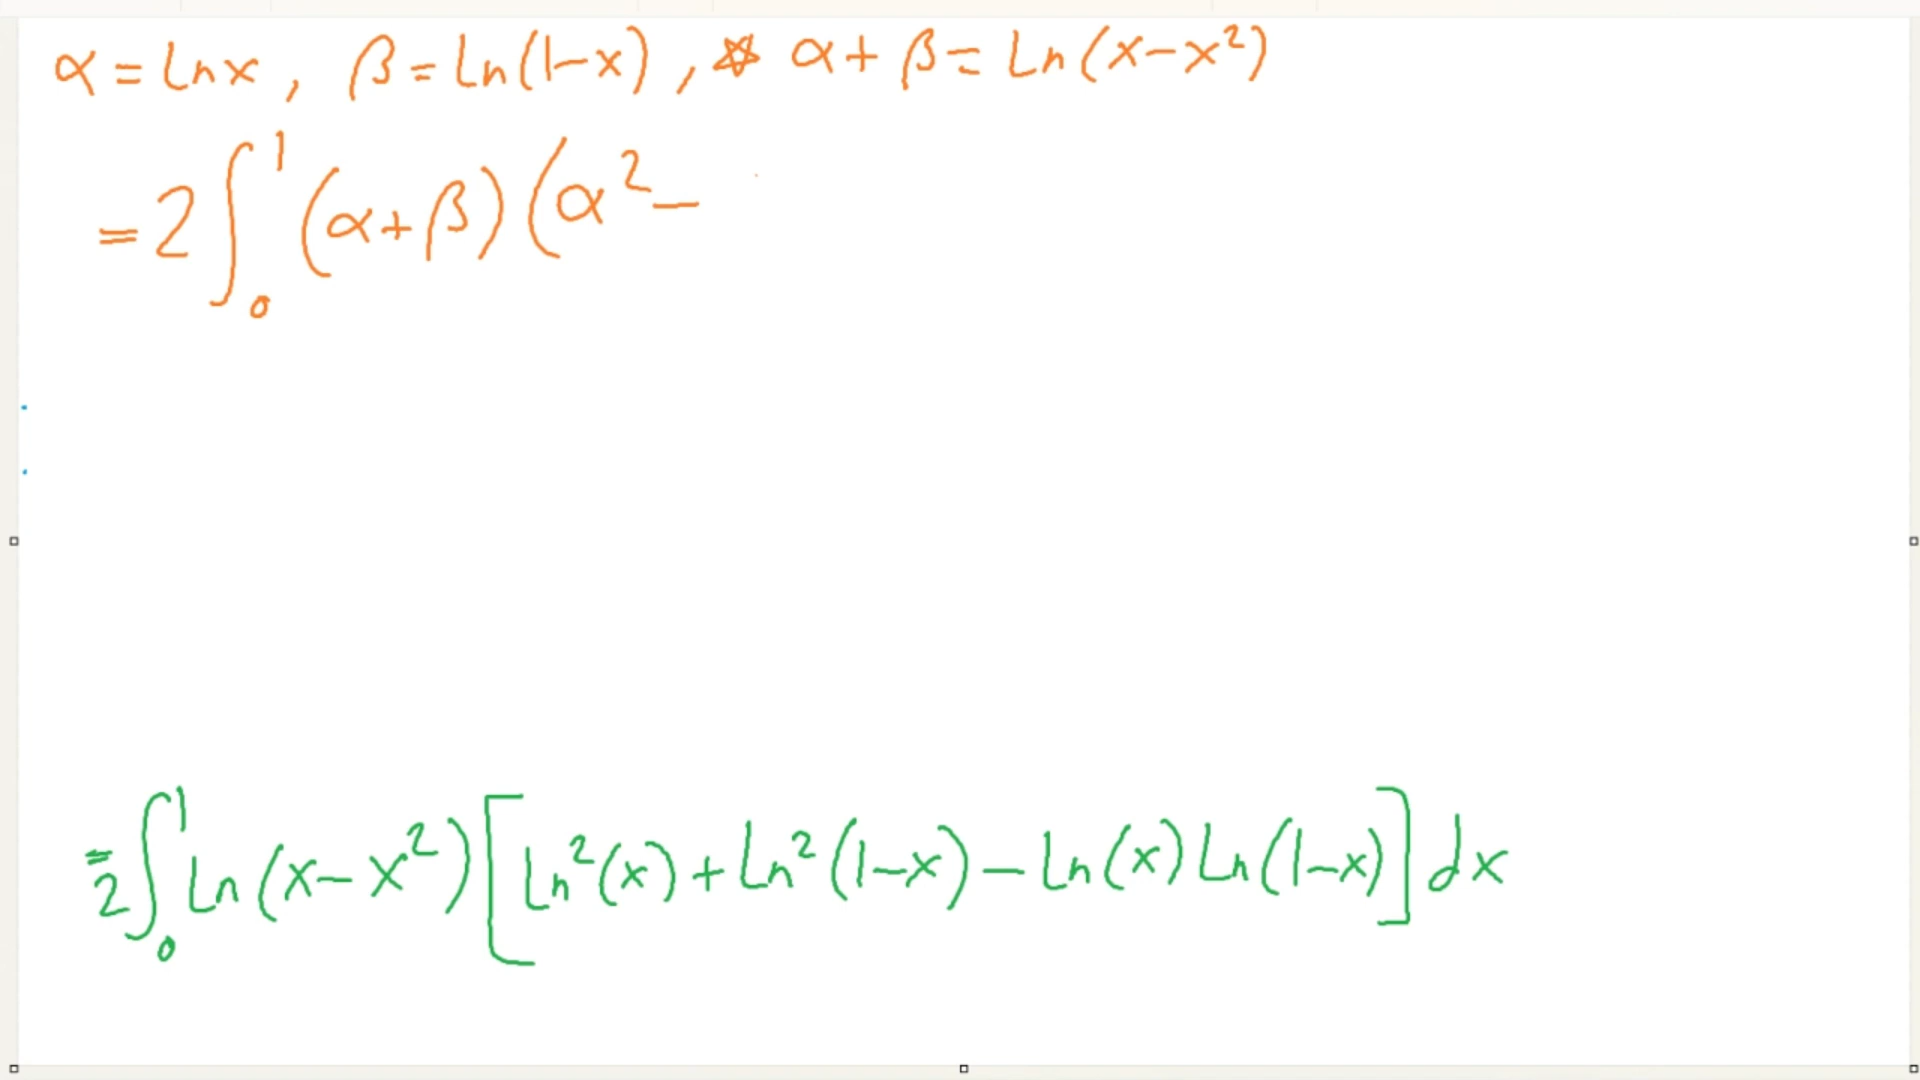 α = Ln x , β = Ln(1-x) , ☆ α + β = Ln(x-x²)
= 2 ∫₀¹ (α+β)(α² -
= 2 ∫₀¹ Ln(x-x²)[Ln²(x) + Ln²(1-x) - Ln(x) Ln(1-x)] dx